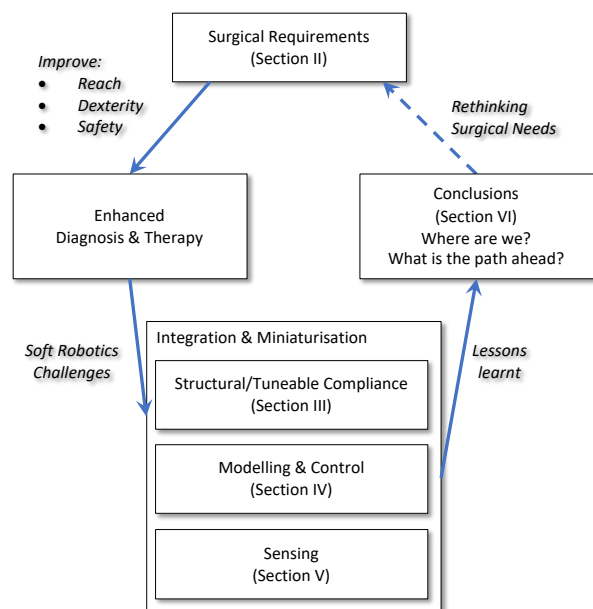 Surgical Requirements
(Section II)
Improve:
• Reach
• Dexterity
• Safety
Rethinking
Surgical Needs
Enhanced
Diagnosis & Therapy
Conclusions
(Section VI)
Where are we?
What is the path ahead?
Soft Robotics
Challenges
Integration & Miniaturisation
Structural/Tuneable Compliance
(Section III)
Modelling & Control
(Section IV)
Sensing
(Section V)
Lessons
learnt